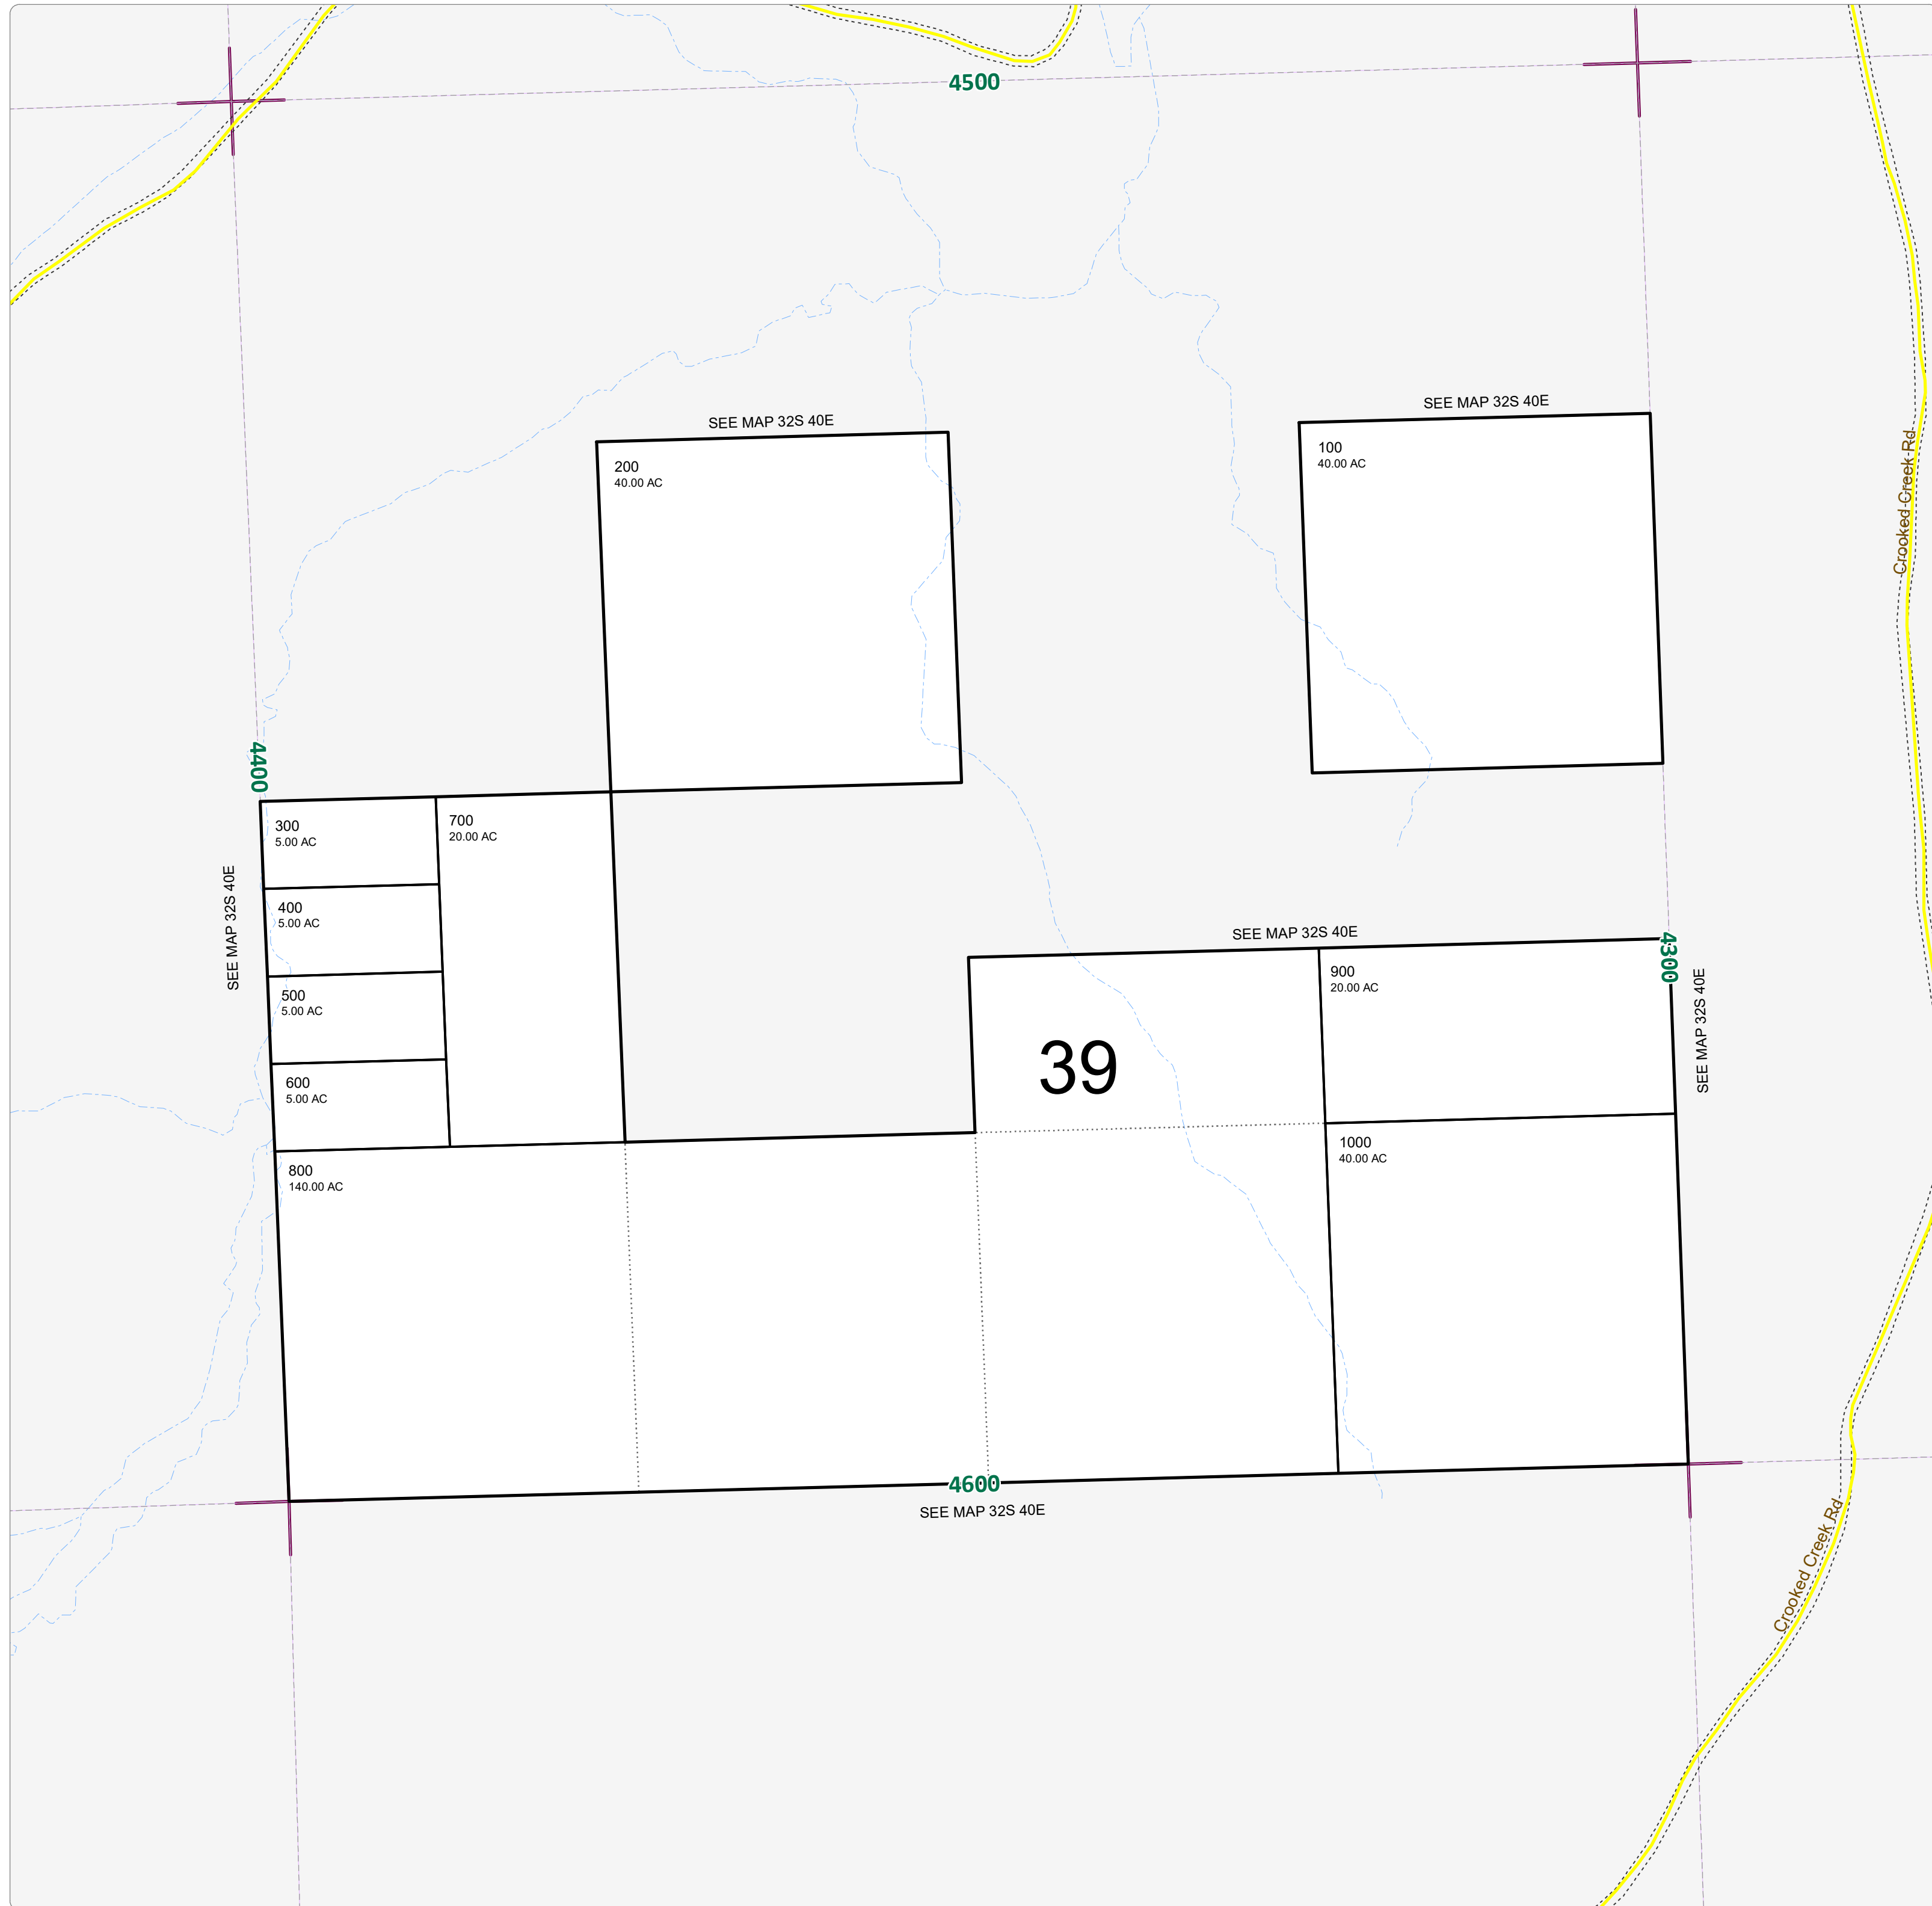 4500
SEE MAP 32S 40E
SEE MAP 32S 40E
100
40.00 AC
200
40.00 AC
Crooked Creek Rd
4400
300
5.00 AC
700
20.00 AC
SEE MAP 32S 40E
400
5.00 AC
SEE MAP 32S 40E
4300
900
20.00 AC
500
5.00 AC
SEE MAP 32S 40E
39
600
5.00 AC
1000
40.00 AC
800
140.00 AC
4600
SEE MAP 32S 40E
Crooked Creek Rd